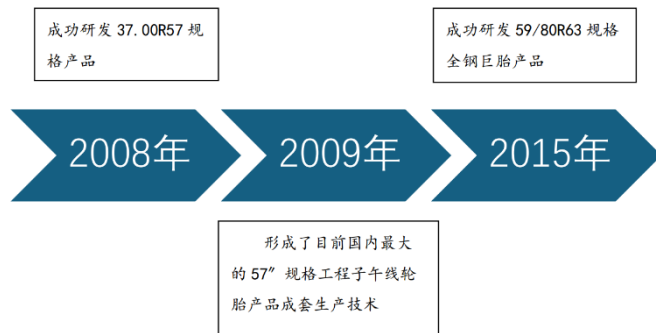 成功研发 37.00R57 规
格产品
成功研发 59/80R63 规格
全钢巨胎产品
2008年
2009年
2015年
形成了目前国内最大
的 57″ 规格工程子午线轮
胎产品成套生产技术